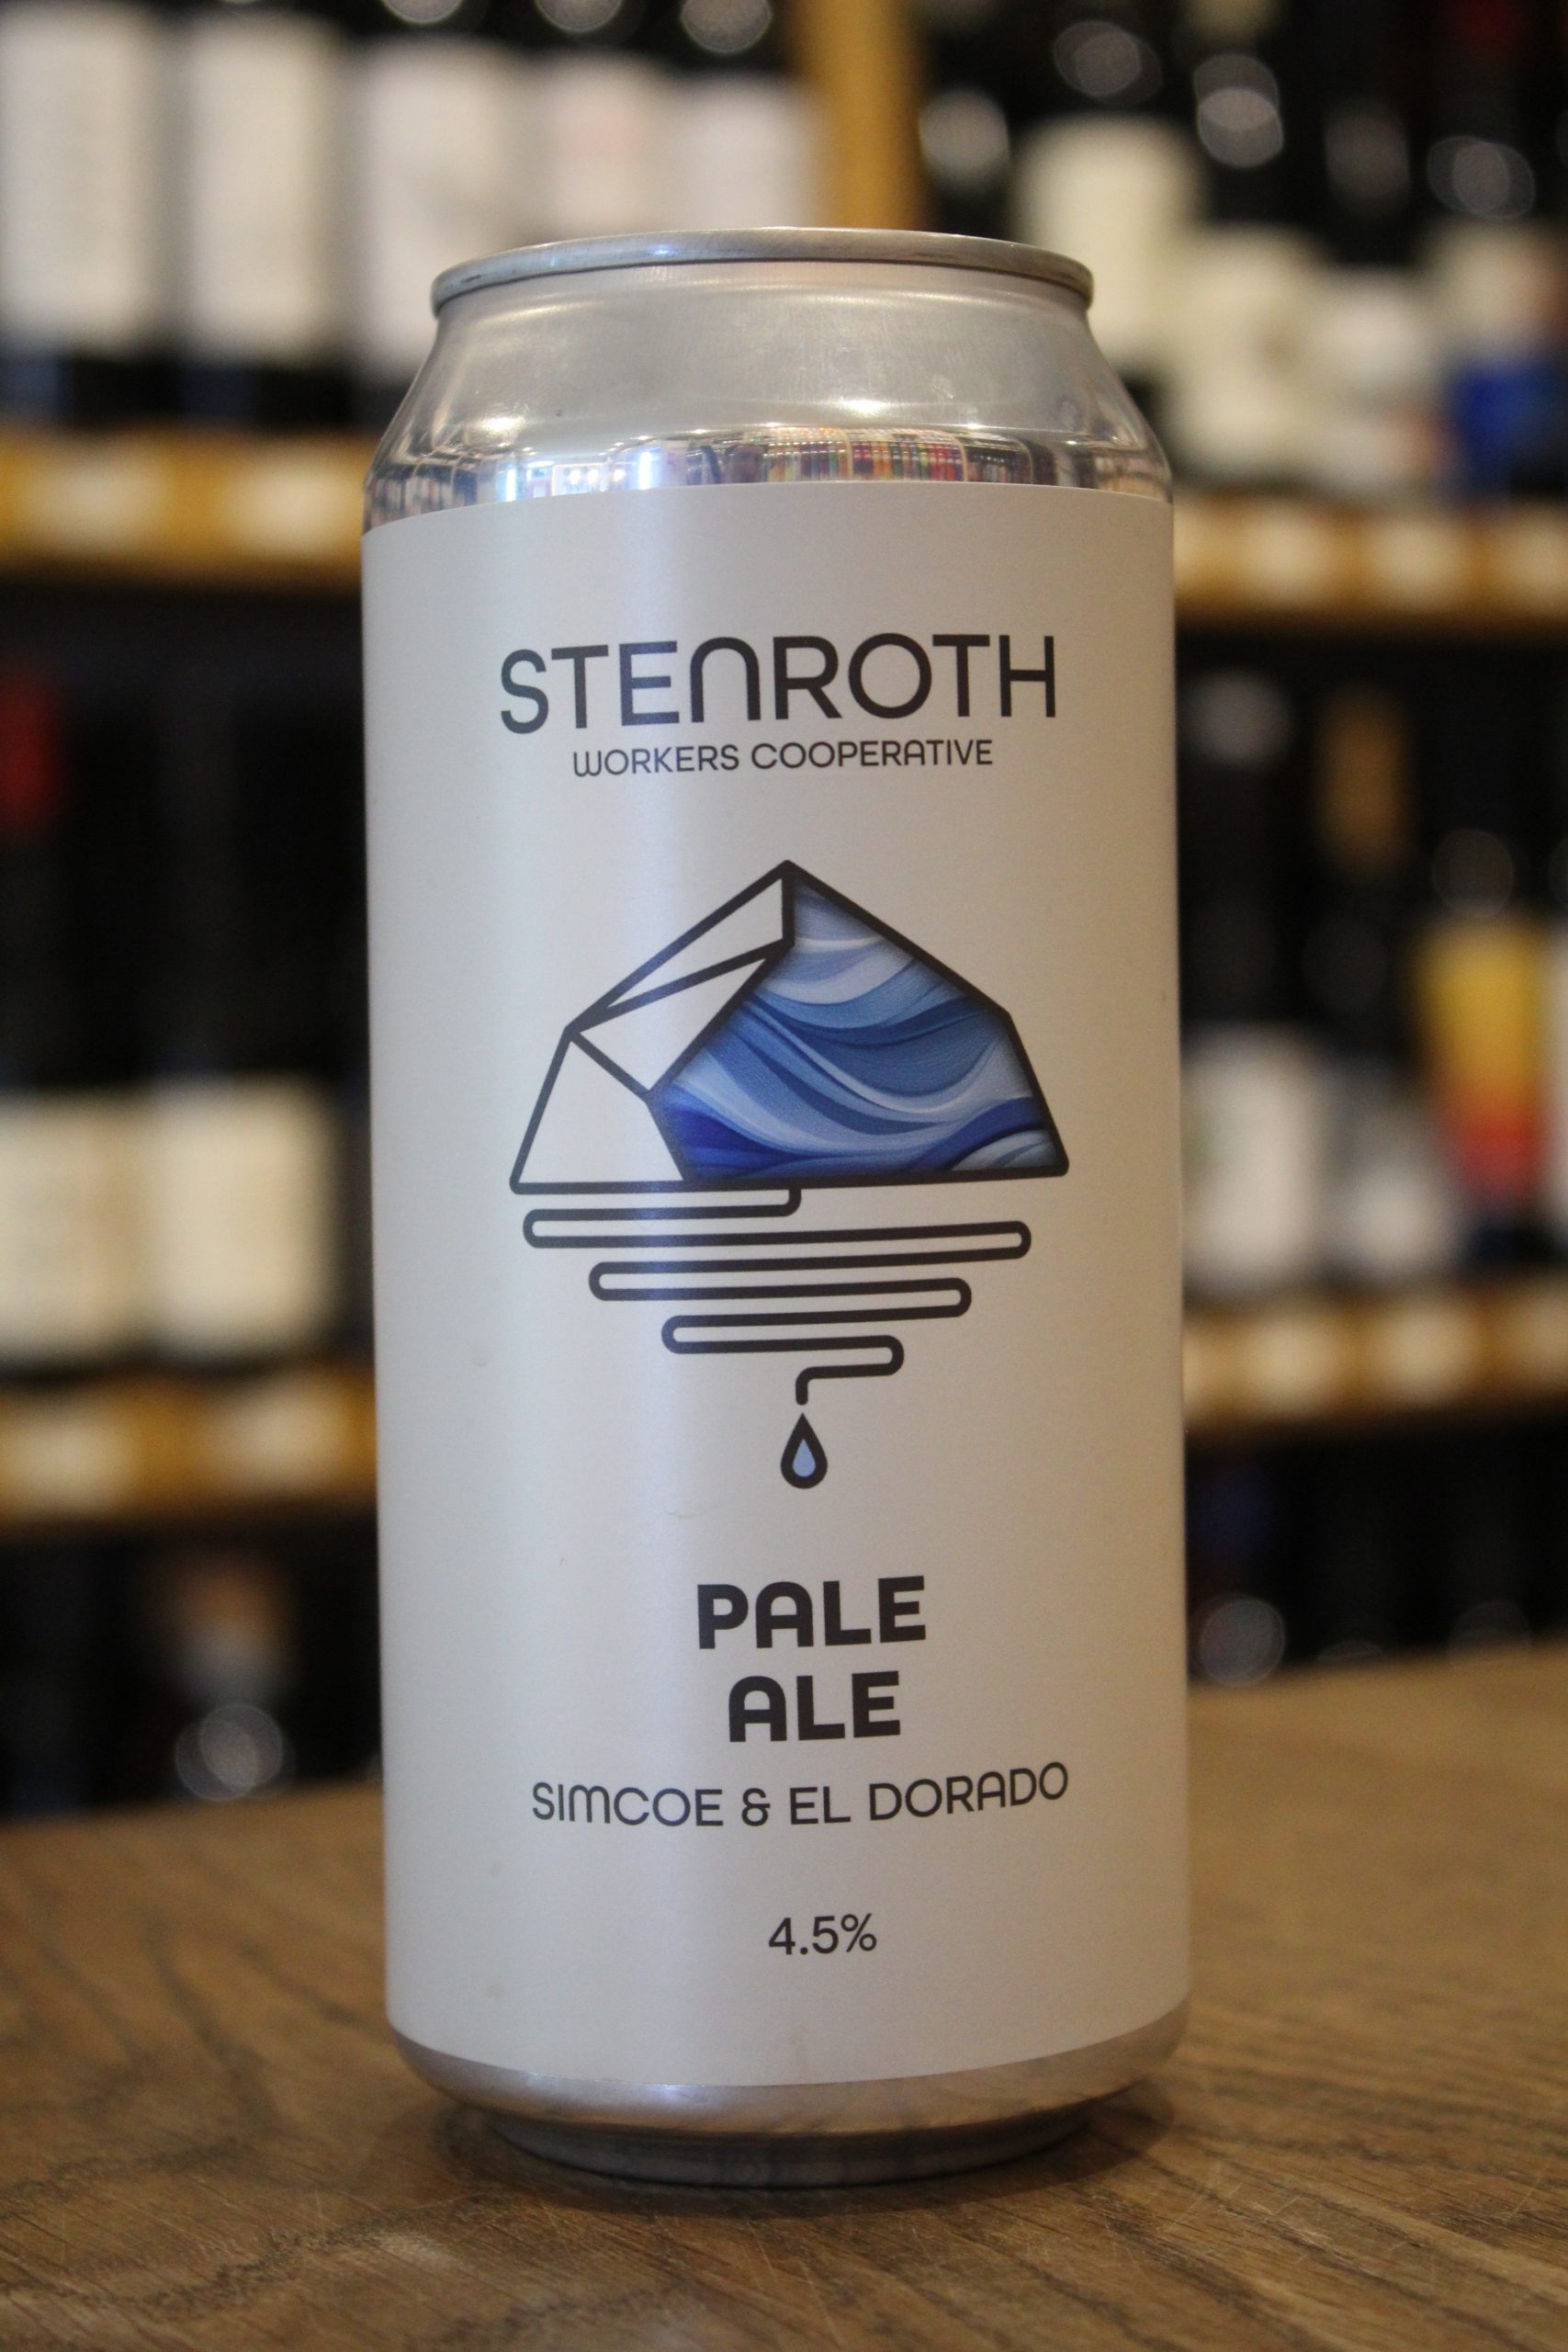 STENROTH
WORKERS COOPERATIVE
PALE
ALE
SIMCOE & EL DORADO
4.5%